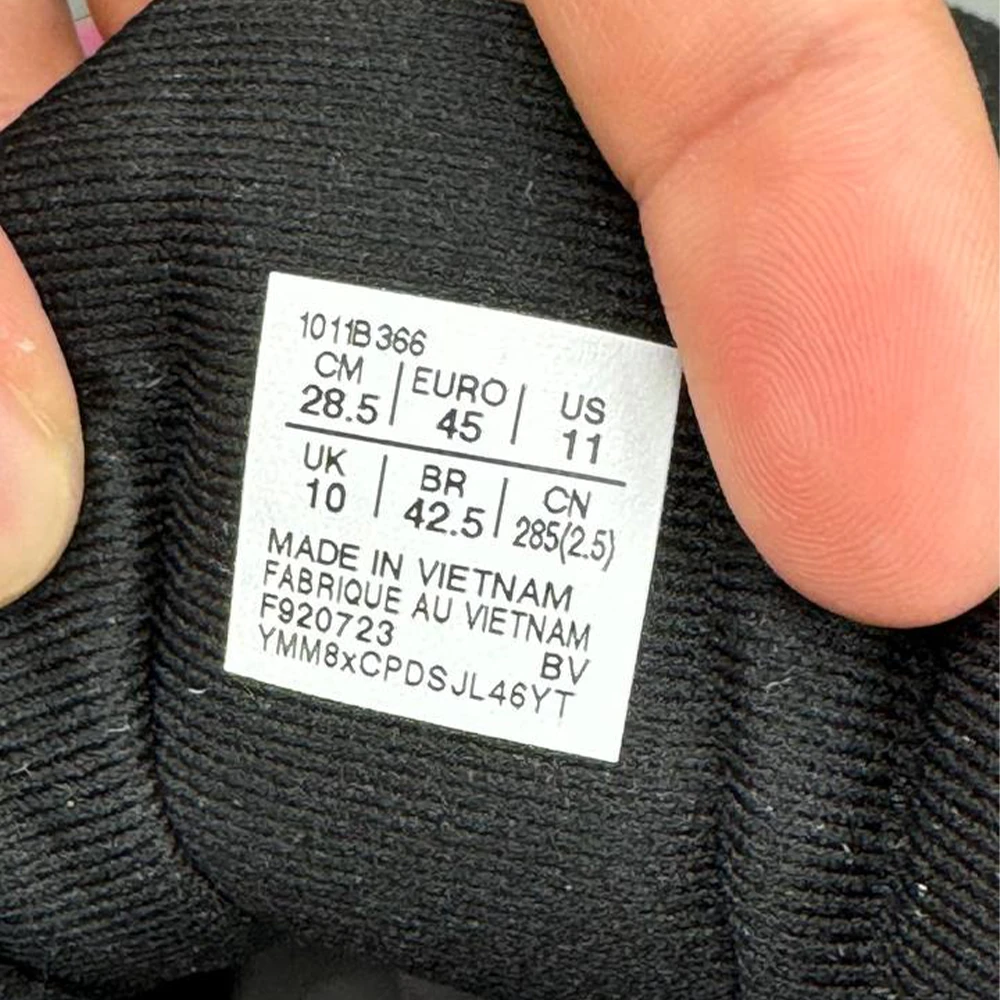 1011B366
CM | EURO | US
28.5 | 45 | 11
UK | BR | CN
10 | 42.5 | 285(2.5)
MADE IN VIETNAM
FABRIQUE AU VIETNAM
F920723 BV
YMM8xCPDSJL46YT